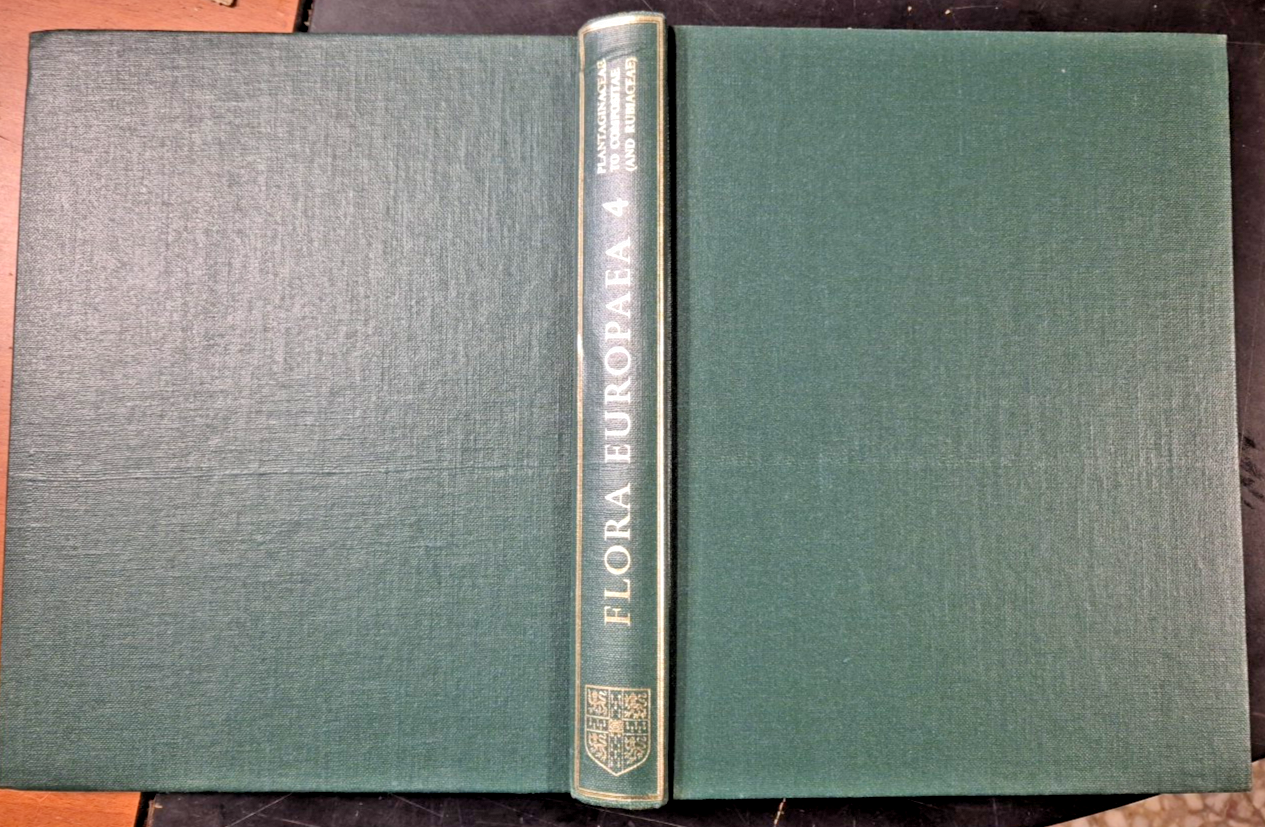 FLORA EUROPAEA 4
PLANTAGINACEAE
TO COMPOSITAE
(AND RUBIACEAE)